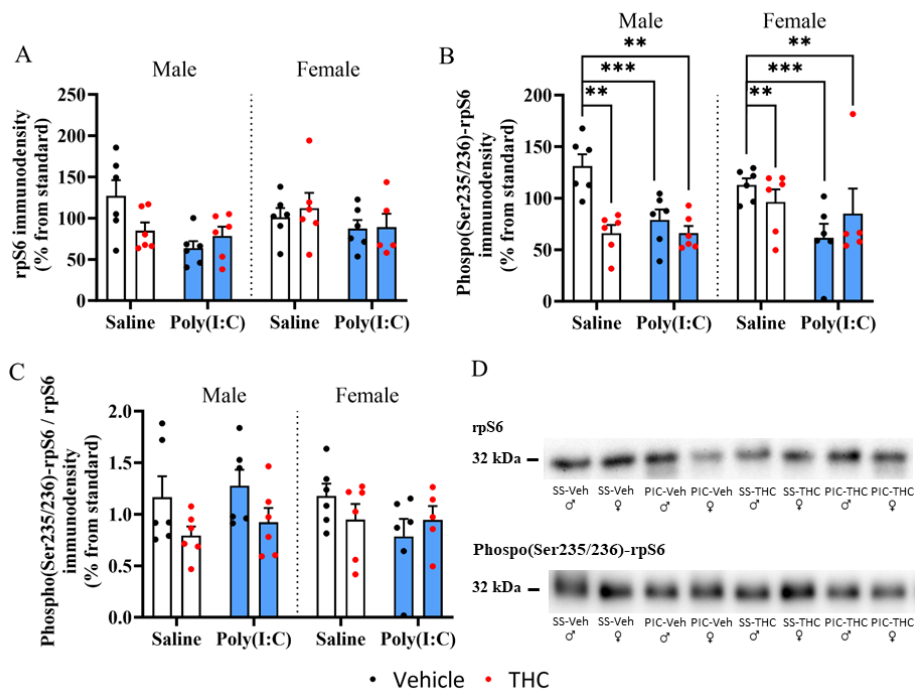 A
Male
Female
rpS6 immunodensity
(% from standard)
250
200
150
100
50
0
Saline
Poly(I:C)
Saline
Poly(I:C)
B
Male
Female
**
***
**
**
***
**
Phospho(Ser235/236)-rpS6
immunodensity
(% from standard)
200
150
100
50
0
Saline
Poly(I:C)
Saline
Poly(I:C)
C
Male
Female
Phospho(Ser235/236)-rpS6 / rpS6
immunodensity
(% from standard)
2.0
1.5
1.0
0.5
0.0
Saline
Poly(I:C)
Saline
Poly(I:C)
D
rpS6
32 kDa
SS-Veh SS-Veh PIC-Veh PIC-Veh SS-THC SS-THC PIC-THC PIC-THC
♂ ♀ ♂ ♀ ♂ ♀ ♂ ♀
Phospo(Ser235/236)-rpS6
32 kDa
SS-Veh SS-Veh PIC-Veh PIC-Veh SS-THC SS-THC PIC-THC PIC-THC
♂ ♀ ♂ ♀ ♂ ♀ ♂ ♀
• Vehicle • THC